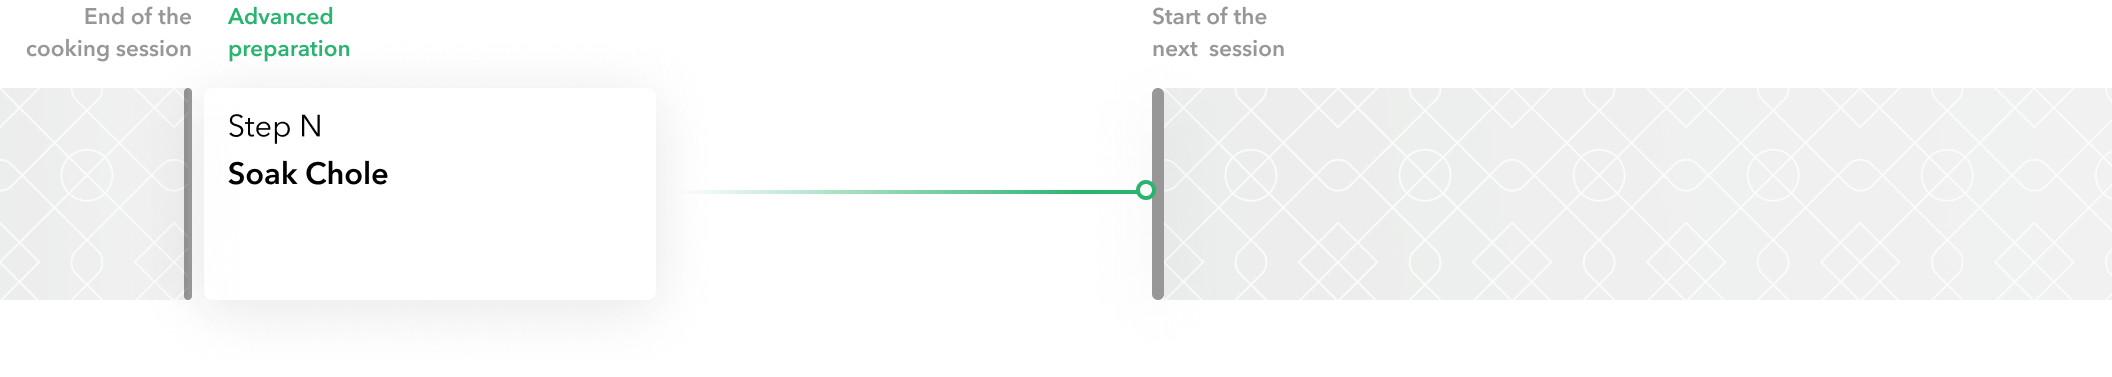 End of the
cooking session
Advanced
preparation
Start of the
next  session
Step N
Soak Chole